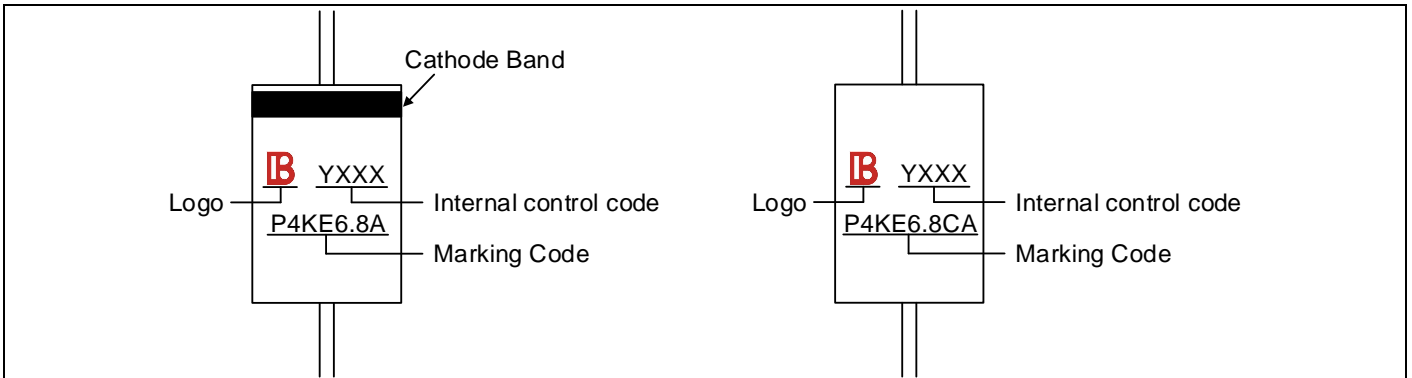 Cathode Band
B YXXX
Logo
Internal control code
P4KE6.8A
Marking Code
B YXXX
Logo
Internal control code
P4KE6.8CA
Marking Code